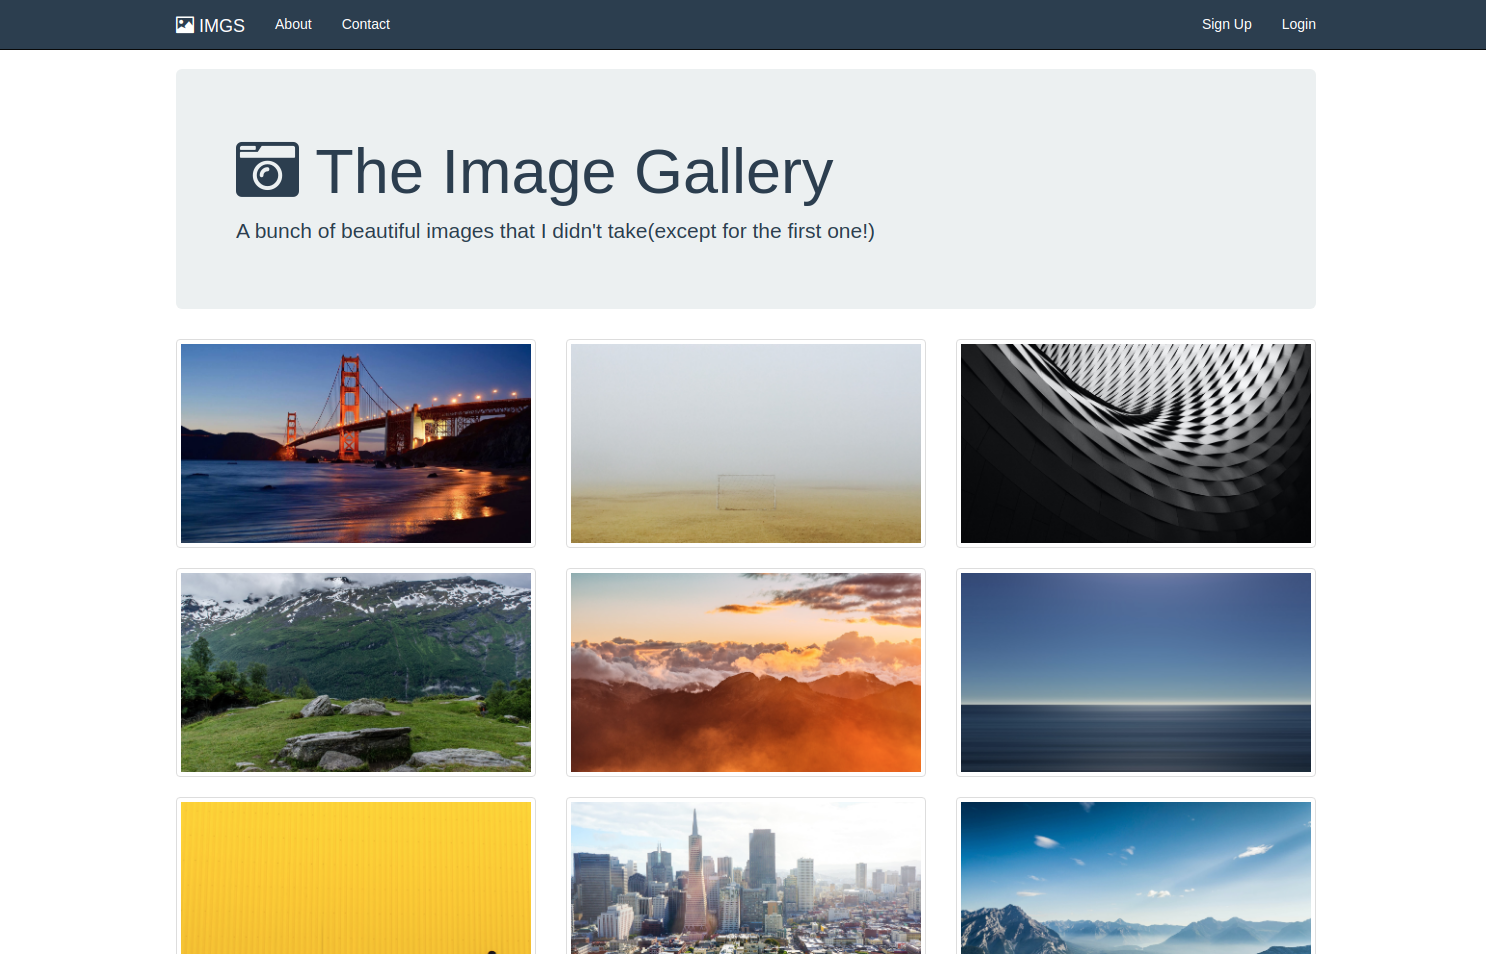 IMGS About Contact Sign Up Login
The Image Gallery
A bunch of beautiful images that I didn't take(except for the first one!)